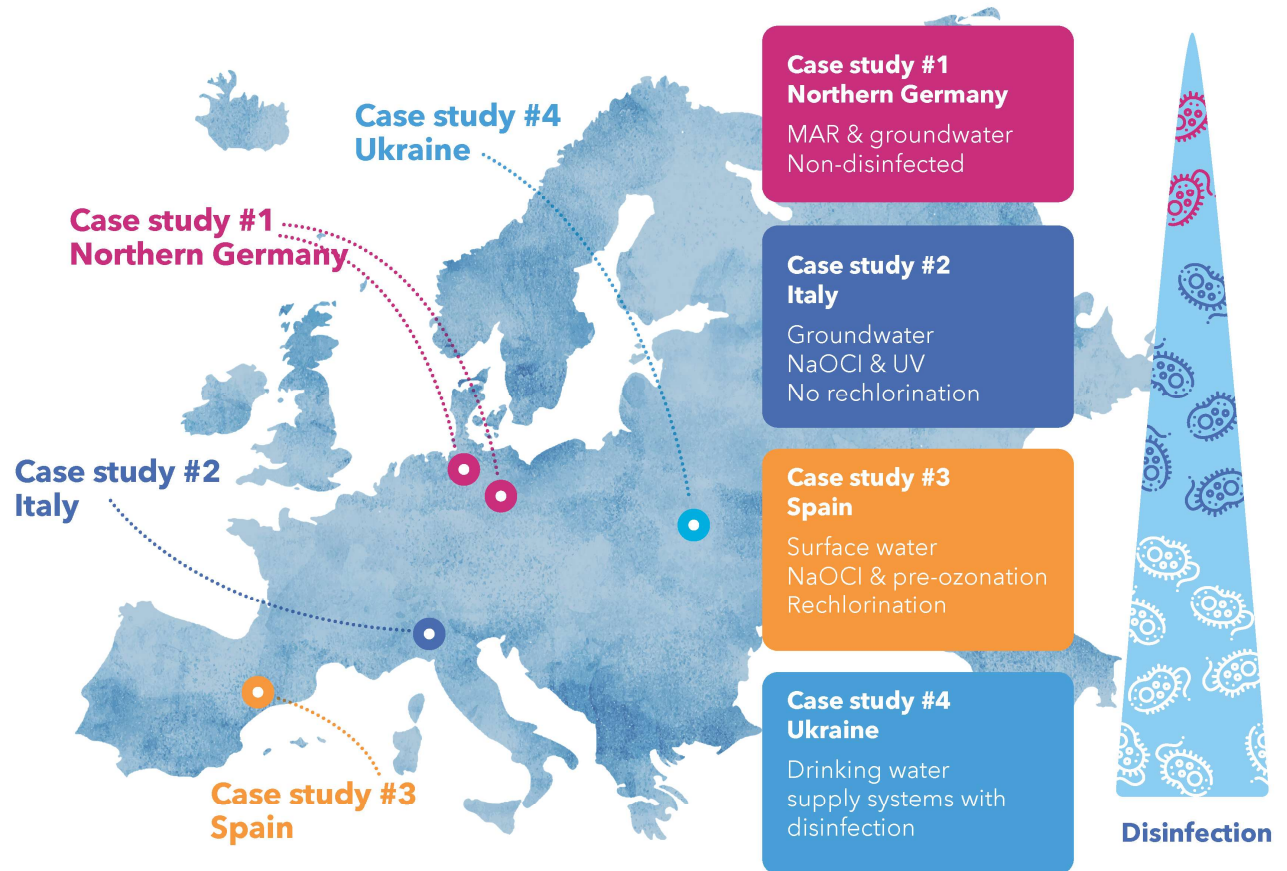 Case study #4
Ukraine
Case study #1
Northern Germany
Case study #2
Italy
Case study #3
Spain
Case study #1
Northern Germany
MAR & groundwater
Non-disinfected
Case study #2
Italy
Groundwater
NaOCI & UV
No rechlorination
Case study #3
Spain
Surface water
NaOCI & pre-ozonation
Rechlorination
Case study #4
Ukraine
Drinking water
supply systems with
disinfection
Disinfection